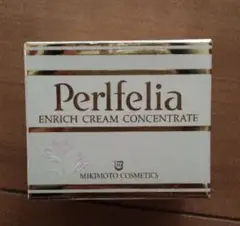 Perlfelia
ENRICH CREAM CONCENTRATE
MIKIMOTO COSMETICS